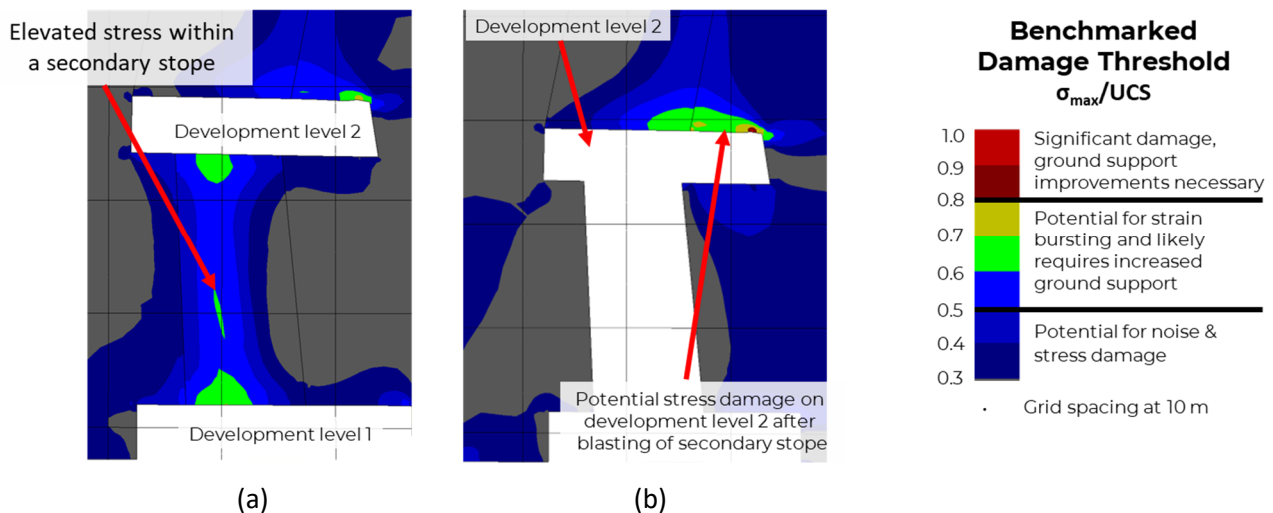 Elevated stress within
a secondary stope
Development level 2
Development level 1
(a)
Development level 2
Potential stress damage on
development level 2 after
blasting of secondary stope
(b)
Benchmarked
Damage Threshold
σmax/UCS
1.0
0.9
0.8
0.7
0.6
0.5
0.4
0.3
Significant damage,
ground support
improvements necessary
Potential for strain
bursting and likely
requires increased
ground support
Potential for noise &
stress damage
· Grid spacing at 10 m